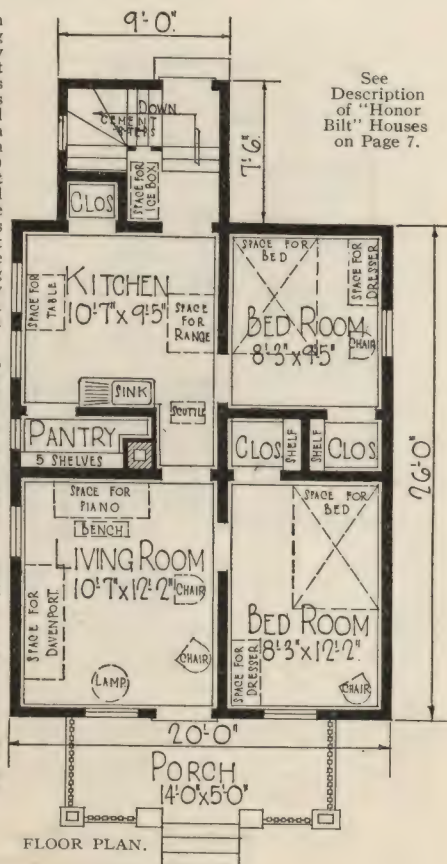 9'-0"
See
Description
of "Honor
Bilt" Houses
on Page 7.
DOWN
CEMENT
STEPS
7'-6"
CLOS
SPACE FOR
ICE BOX
KITCHEN
10'-7" x 9'-5"
SPACE FOR
TABLE
SPACE
FOR
RANGE
SPACE FOR
BED
SPACE FOR
DRESSER
BED ROOM
8'-3" x 9'-5"
CHAIR
SINK
SCUTTLE
PANTRY
5 SHELVES
CLOS
SHELF
SHELF
CLOS
26'-0"
SPACE FOR
PIANO
BENCH
LIVING ROOM
10'-7" x 12'-2"
CHAIR
SPACE FOR
DAVENPORT
CHAIR
LAMP
SPACE FOR
BED
BED ROOM
8'-3" x 12'-2"
SPACE FOR
DRESSER
CHAIR
20'-0"
PORCH
14'-0" x 5'-0"
FLOOR PLAN.